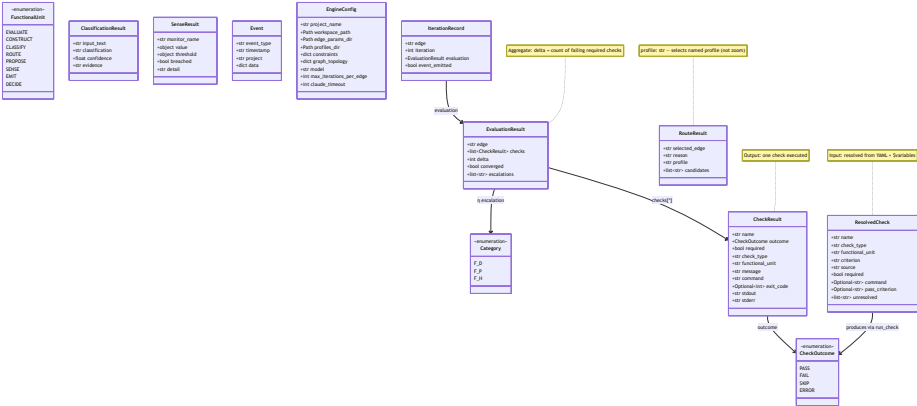 «enumeration»
FunctionalUnit
EVALUATE
CONSTRUCT
CLASSIFY
ROUTE
PROPOSE
SENSE
EMIT
DECIDE
ClassificationResult
+str input_text
+str classification
+float confidence
+str evidence
SenseResult
+str monitor_name
+object value
+object threshold
+bool breached
+str detail
Event
+str event_type
+str timestamp
+str project
+dict data
EngineConfig
+str project_name
+Path workspace_path
+Path edge_params_dir
+Path profiles_dir
+dict constraints
+dict graph_topology
+str model
+int max_iterations_per_edge
+int claude_timeout
IterationRecord
+str edge
+int iteration
+EvaluationResult evaluation
+bool event_emitted
Aggregate: delta = count of failing required checks
profile: str — selects named profile (not zoom)
evaluation
EvaluationResult
+str edge
+list<CheckResult> checks
+int delta
+bool converged
+list<str> escalations
RouteResult
+str selected_edge
+str reason
+str profile
+list<str> candidates
Output: one check executed
Input: resolved from YAML + $variables
η escalation
checks[*]
«enumeration»
Category
F_D
F_P
F_H
CheckResult
+str name
+CheckOutcome outcome
+bool required
+str check_type
+str functional_unit
+str message
+str command
+Optional<int> exit_code
+str stdout
+str stderr
ResolvedCheck
+str name
+str check_type
+str functional_unit
+str criterion
+str source
+bool required
+Optional<str> command
+Optional<str> pass_criterion
+list<str> unresolved
outcome
produces via run_check
«enumeration»
CheckOutcome
PASS
FAIL
SKIP
ERROR